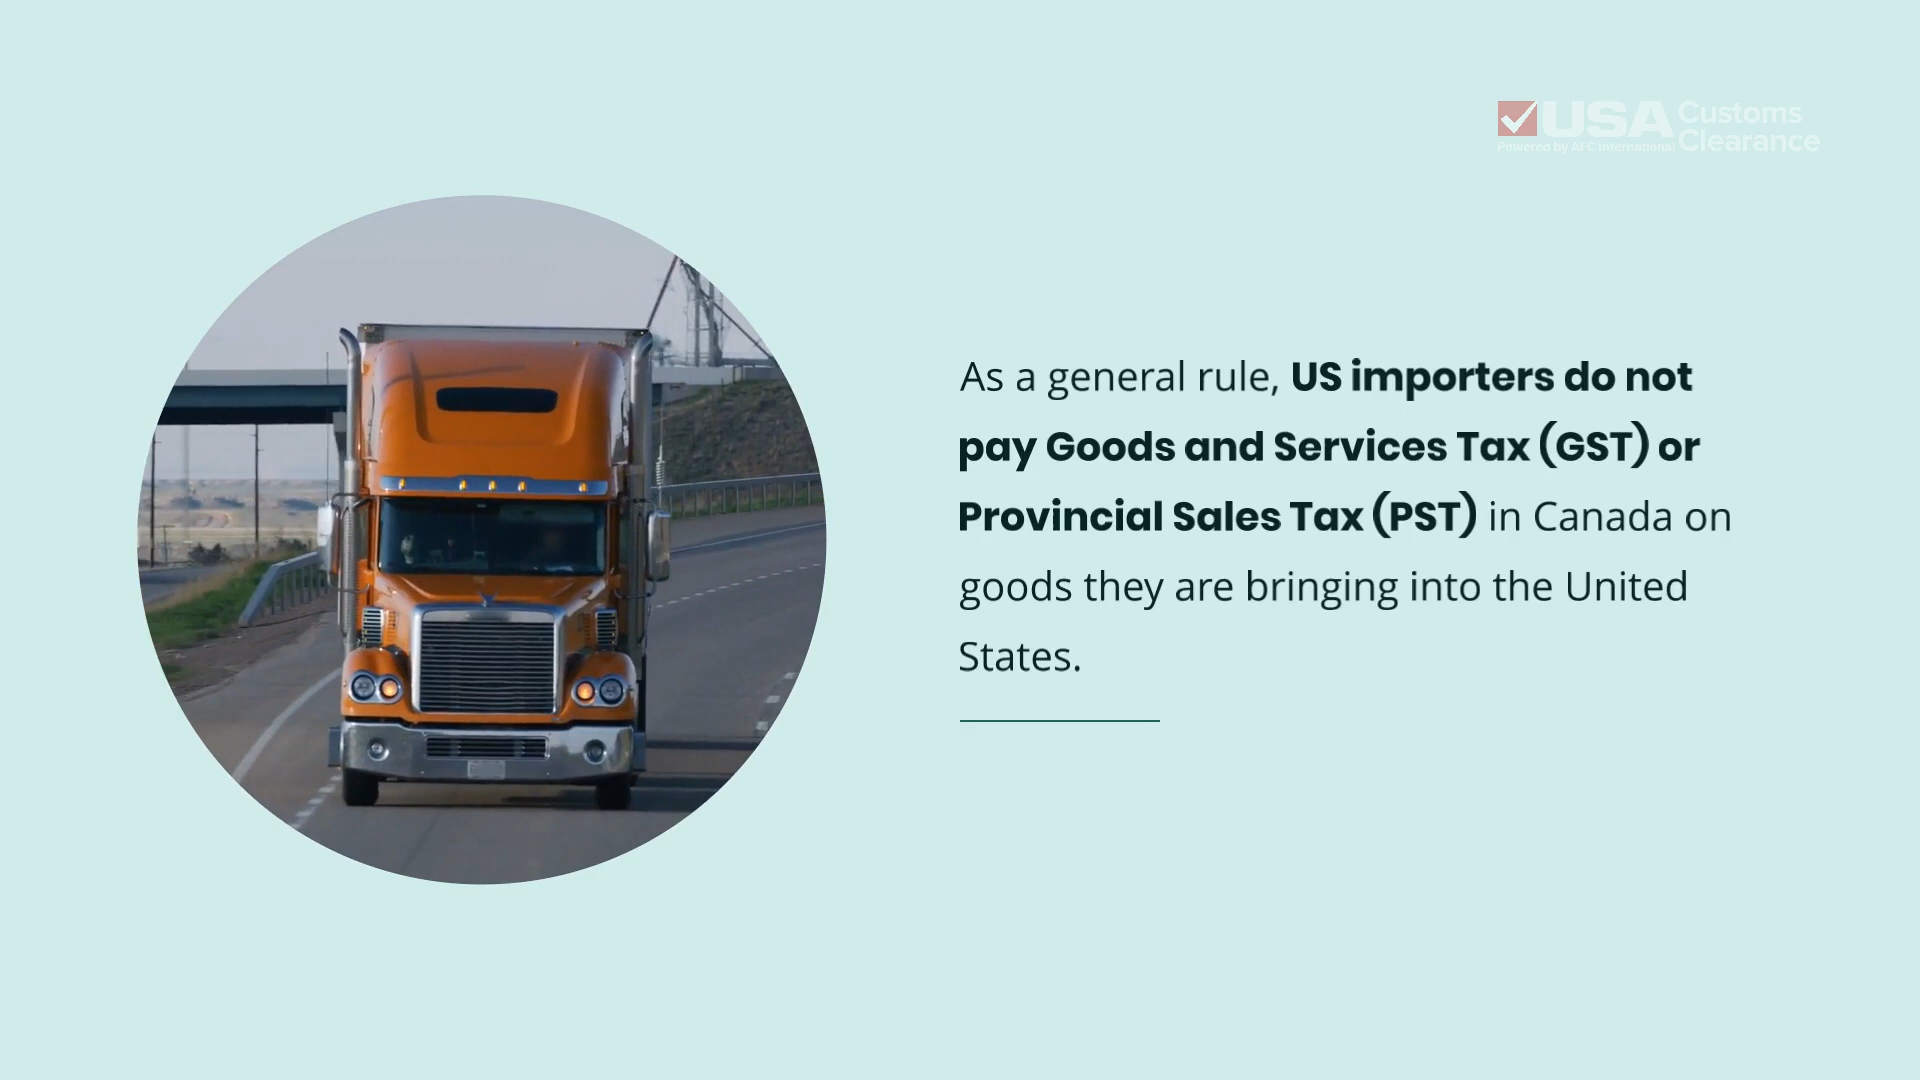 USA Customs
Clearance
Powered by AFC International
As a general rule, US importers do not
pay Goods and Services Tax (GST) or
Provincial Sales Tax (PST) in Canada on
goods they are bringing into the United
States.